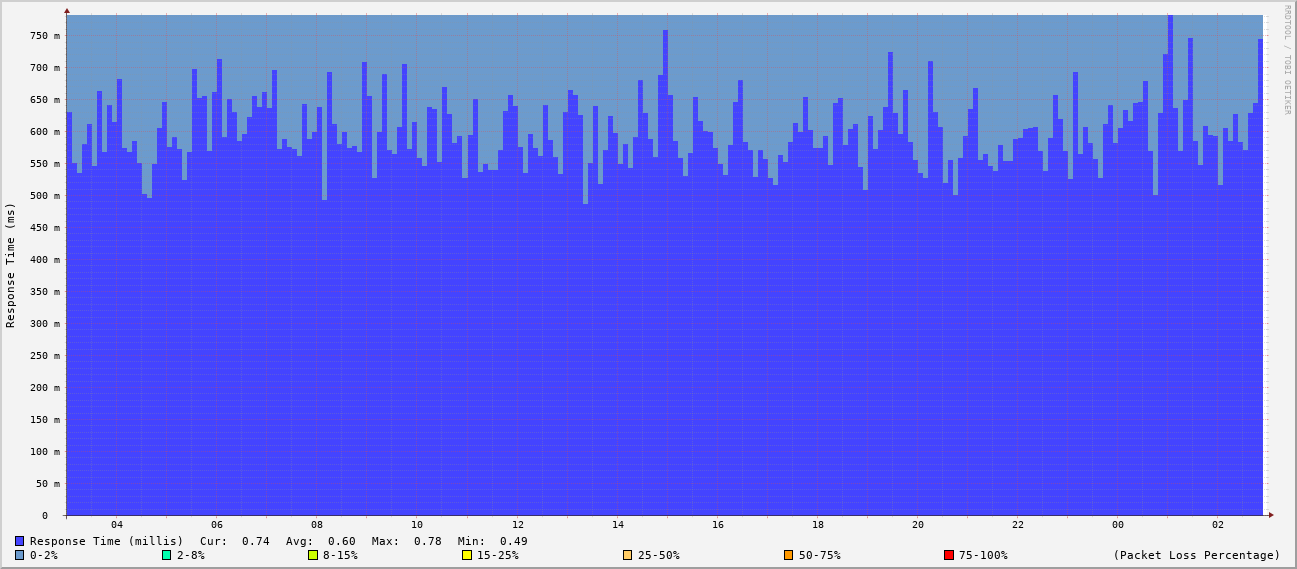 RRDTOOL / TOBI OETIKER
Response Time (ms)
750 m
700 m
650 m
600 m
550 m
500 m
450 m
400 m
350 m
300 m
250 m
200 m
150 m
100 m
50 m
0
04 06 08 10 12 14 16 18 20 22 00 02
Response Time (millis) Cur: 0.74 Avg: 0.60 Max: 0.78 Min: 0.49
0-2% 2-8% 8-15% 15-25% 25-50% 50-75% 75-100% (Packet Loss Percentage)